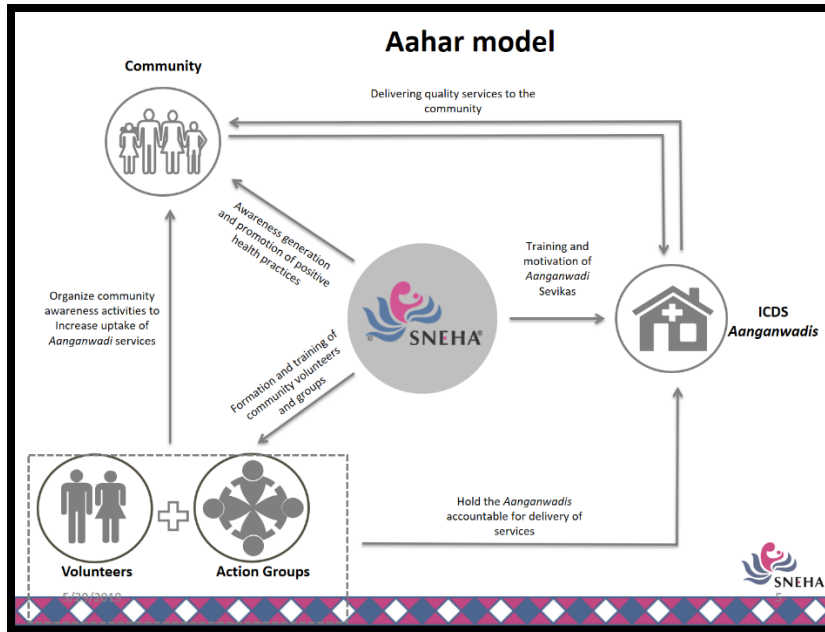 Aahar model
Community
Delivering quality services to the
community
Awareness generation
and promotion of positive
health practices
Training and
motivation of
Aanganwadi
Sevikas
Organize community
awareness activities to
Increase uptake of
Aanganwadi services
© SNEHA®
ICDS
Aanganwadis
Formation and training of
community volunteers
and groups
Hold the Aanganwadis
accountable for delivery of
services
Volunteers
Action Groups
SNEHA
5